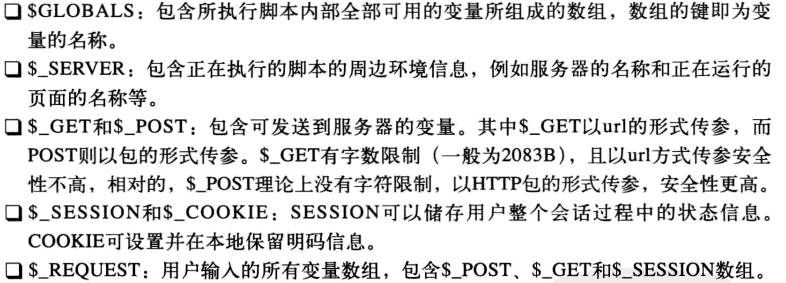 ❑ $GLOBALS：包含所执行脚本内部全部可用的变量所组成的数组，数组的键即为变
量的名称。
❑ $_SERVER：包含正在执行的脚本的周边环境信息，例如服务器的名称和正在运行的
页面的名称等。
❑ $_GET和$_POST：包含可发送到服务器的变量。其中$_GET以url的形式传参，而
POST则以包的形式传参。$_GET有字数限制（一般为2083B），且以url方式传参安全
性不高，相对的，$_POST理论上没有字符限制，以HTTP包的形式传参，安全性更高。
❑ $_SESSION和$_COOKIE：SESSION可以储存用户整个会话过程中的状态信息。
COOKIE可设置并在本地保留明码信息。
❑ $_REQUEST：用户输入的所有变量数组，包含$_POST、$_GET和$_SESSION数组。